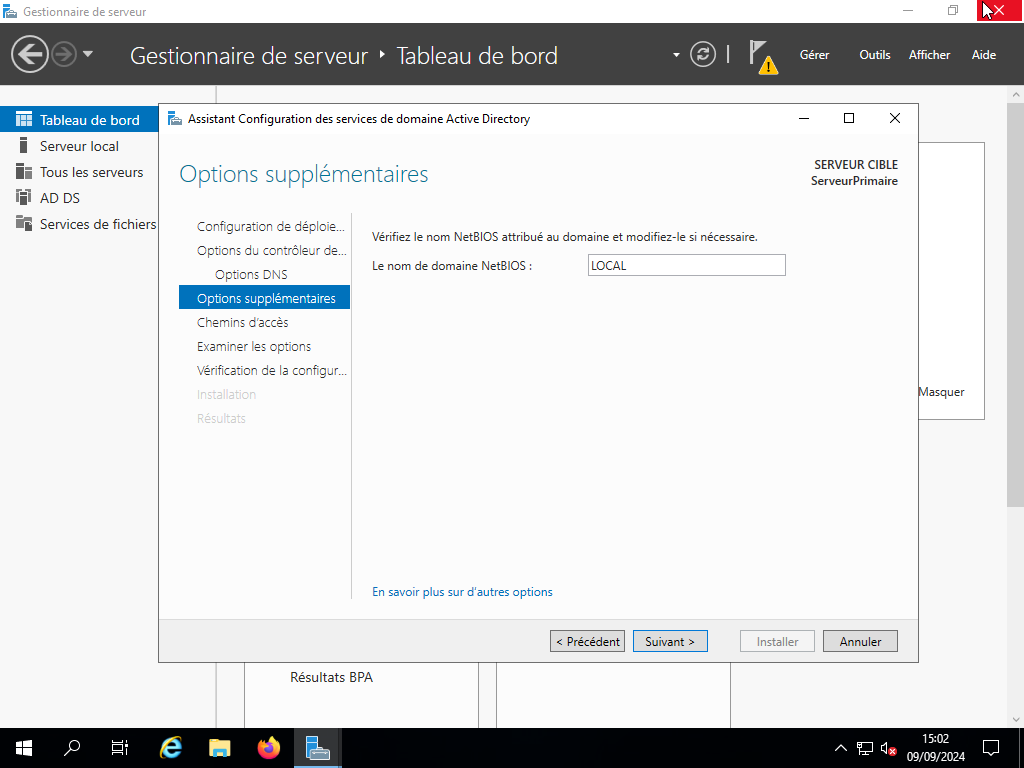 Gestionnaire de serveur
Gestionnaire de serveur ‣ Tableau de bord
Gérer
Outils
Afficher
Aide
Tableau de bord
Serveur local
Tous les serveurs
AD DS
Services de fichiers
Assistant Configuration des services de domaine Active Directory
Options supplémentaires
SERVEUR CIBLE
ServeurPrimaire
Configuration de déploie...
Options du contrôleur de...
Options DNS
Options supplémentaires
Chemins d'accès
Examiner les options
Vérification de la configur...
Installation
Résultats
Vérifiez le nom NetBIOS attribué au domaine et modifiez-le si nécessaire.
Le nom de domaine NetBIOS : LOCAL
En savoir plus sur d'autres options
< Précédent
Suivant >
Installer
Annuler
Masquer
Résultats BPA
15:02
09/09/2024